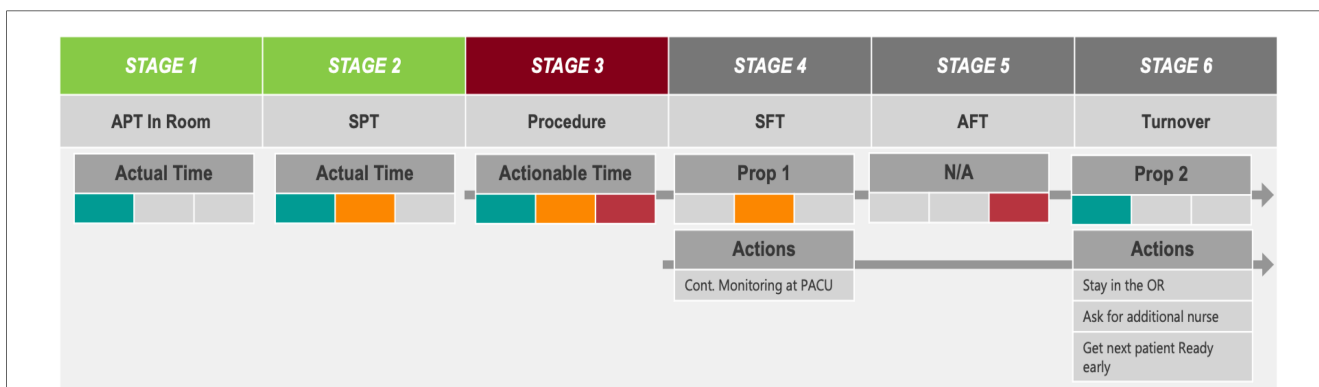 STAGE 1
STAGE 2
STAGE 3
STAGE 4
STAGE 5
STAGE 6
APT In Room
SPT
Procedure
SFT
AFT
Turnover
Actual Time
Actual Time
Actionable Time
Prop 1
N/A
Prop 2
Actions
Cont. Monitoring at PACU
Actions
Stay in the OR
Ask for additional nurse
Get next patient Ready
early